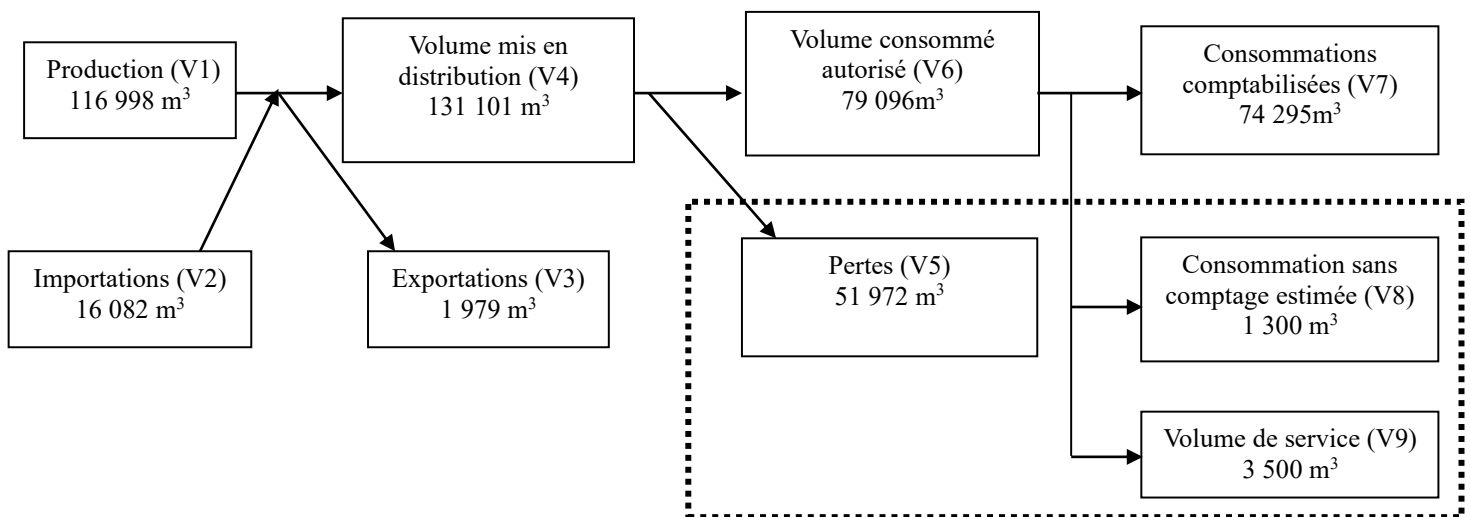 Production (V1)
116 998 m³
Volume mis en
distribution (V4)
131 101 m³
Volume consommé
autorisé (V6)
79 096m³
Consommations
comptabilisées (V7)
74 295m³
Importations (V2)
16 082 m³
Exportations (V3)
1 979 m³
Pertes (V5)
51 972 m³
Consommation sans
comptage estimée (V8)
1 300 m³
Volume de service (V9)
3 500 m³